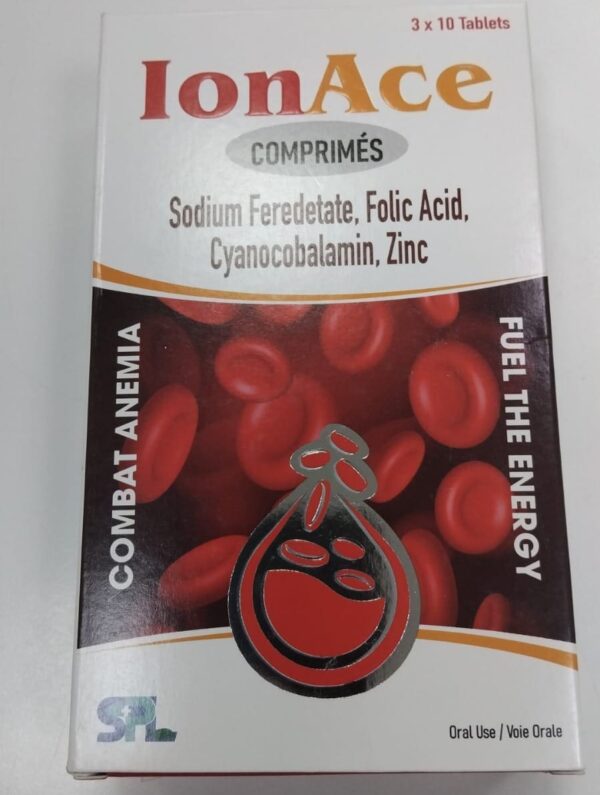 3 x 10 Tablets
IonAce
COMPRIMÉS
Sodium Feredetate, Folic Acid,
Cyanocobalamin, Zinc
COMBAT ANEMIA
FUEL THE ENERGY
SPL
Oral Use / Voie Orale